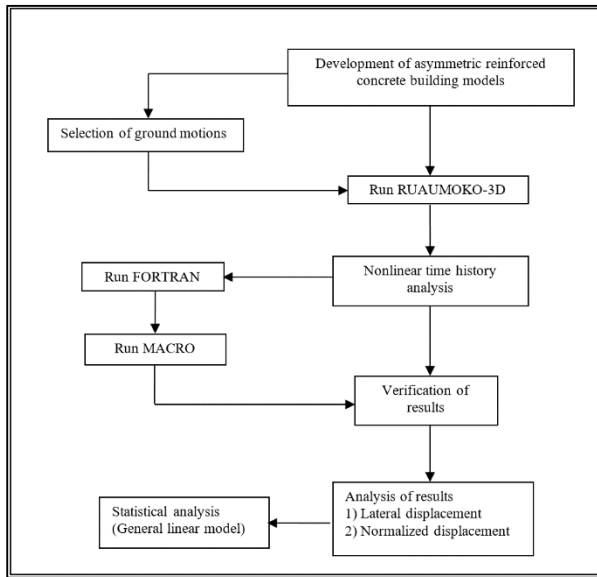 Development of asymmetric reinforced
concrete building models
Selection of ground motions
Run RUAUMOKO-3D
Run FORTRAN
Nonlinear time history
analysis
Run MACRO
Verification of
results
Statistical analysis
(General linear model)
Analysis of results
1) Lateral displacement
2) Normalized displacement